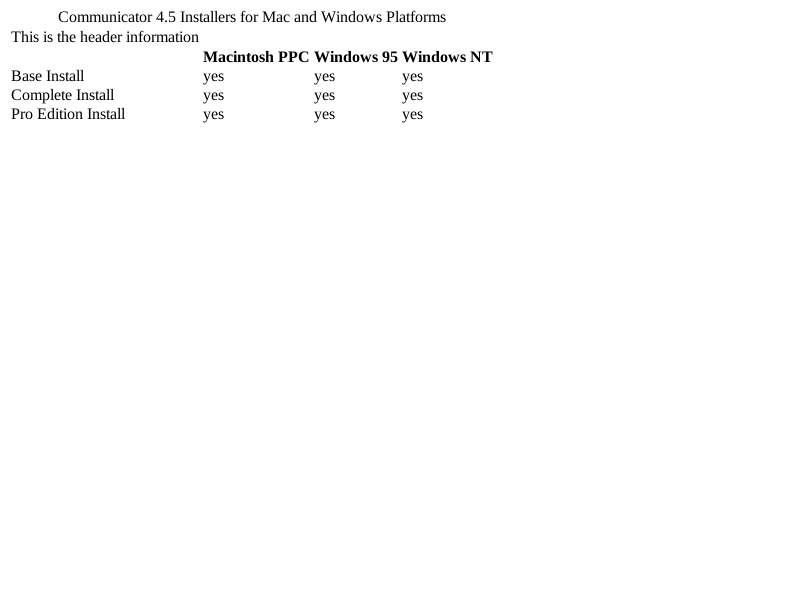 Communicator 4.5 Installers for Mac and Windows Platforms
This is the header information
Macintosh PPC Windows 95 Windows NT
Base Install yes yes yes
Complete Install yes yes yes
Pro Edition Install yes yes yes